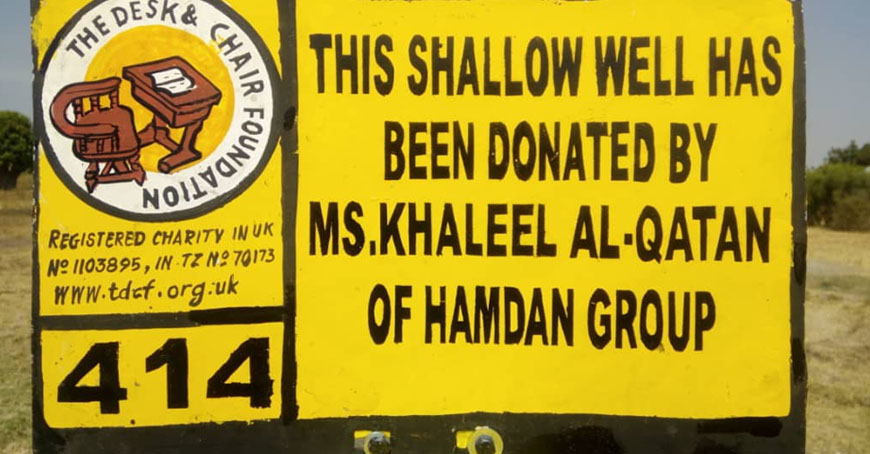 THE DESK & CHAIR FOUNDATION
REGISTERED CHARITY IN UK
Nº 1103895, IN TZ Nº 70173
WWW.tdcf.org.uk
414
THIS SHALLOW WELL HAS
BEEN DONATED BY
MS.KHALEEL AL-QATAN
OF HAMDAN GROUP